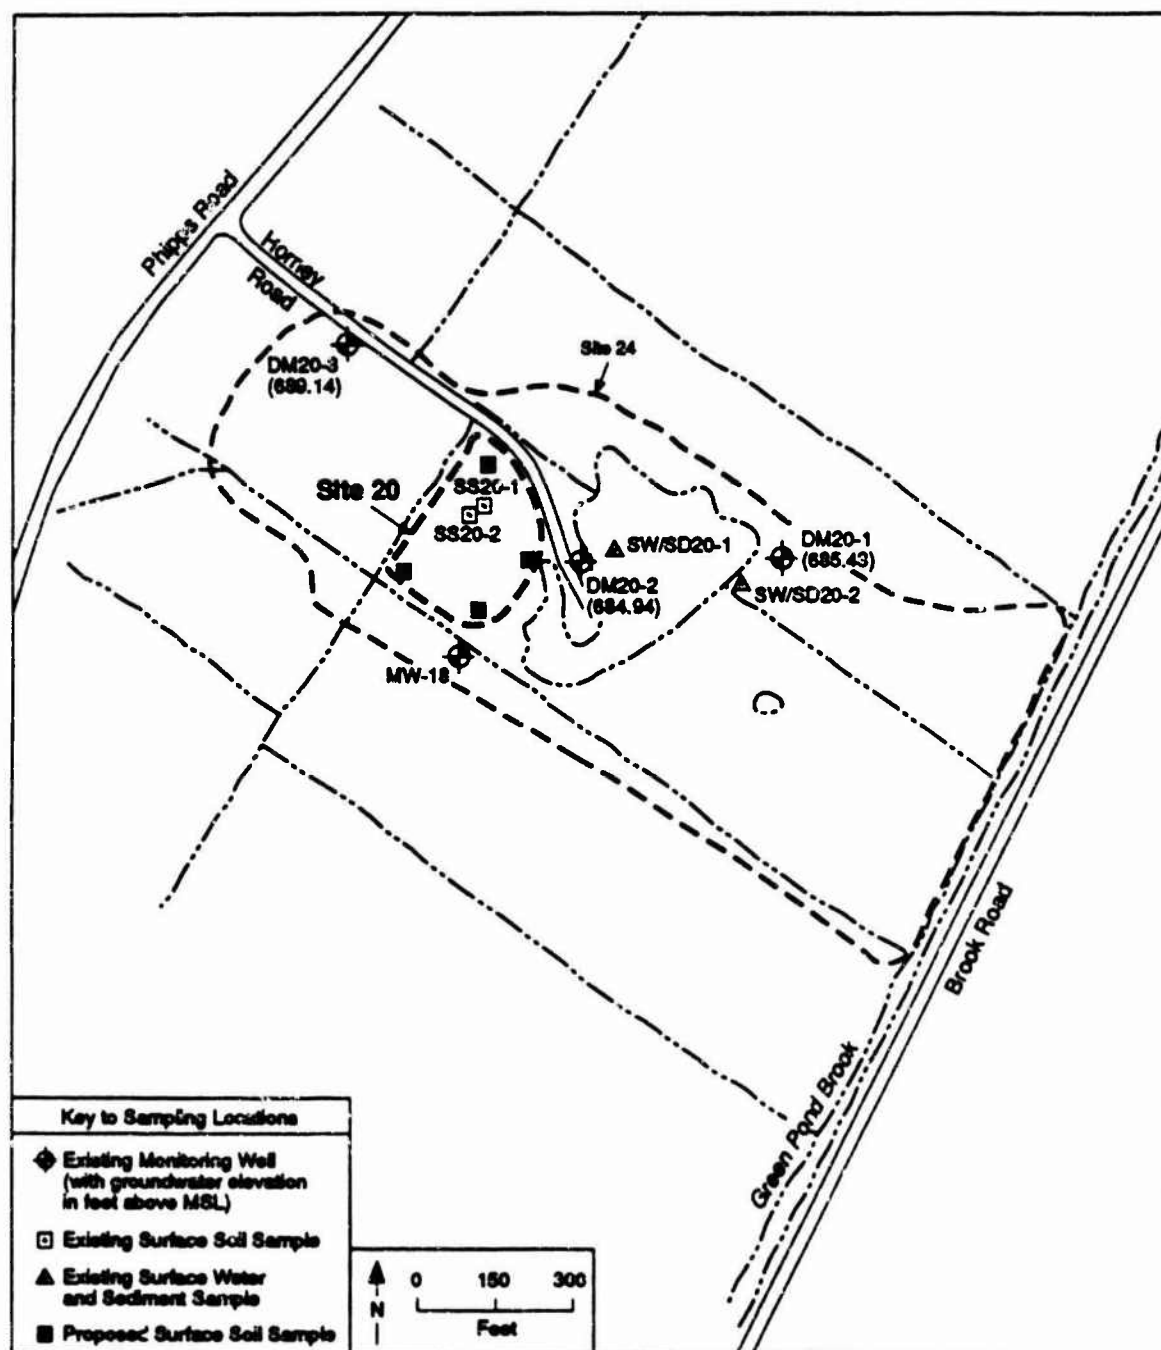 Phipps Road
Horney
Road
Site 24
DM20-3
(689.14)
Site 20
SS20-1
SS20-2
SW/SD20-1
DM20-1
(685.43)
DM20-2
(684.94)
SW/SD20-2
MW-18
Brook Road
Green Pond Brook
Key to Sampling Locations
Existing Monitoring Well
(with groundwater elevation
in feet above MSL)
Existing Surface Soil Sample
Existing Surface Water
and Sediment Sample
Proposed Surface Soil Sample
N
0 150 300
Feet